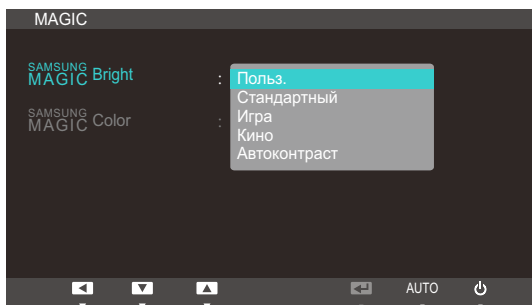 MAGIC
SAMSUNG
MAGIC Bright : Польз.
Стандартный
SAMSUNG
MAGIC Color : Игра
Кино
Автоконтраст
AUTO